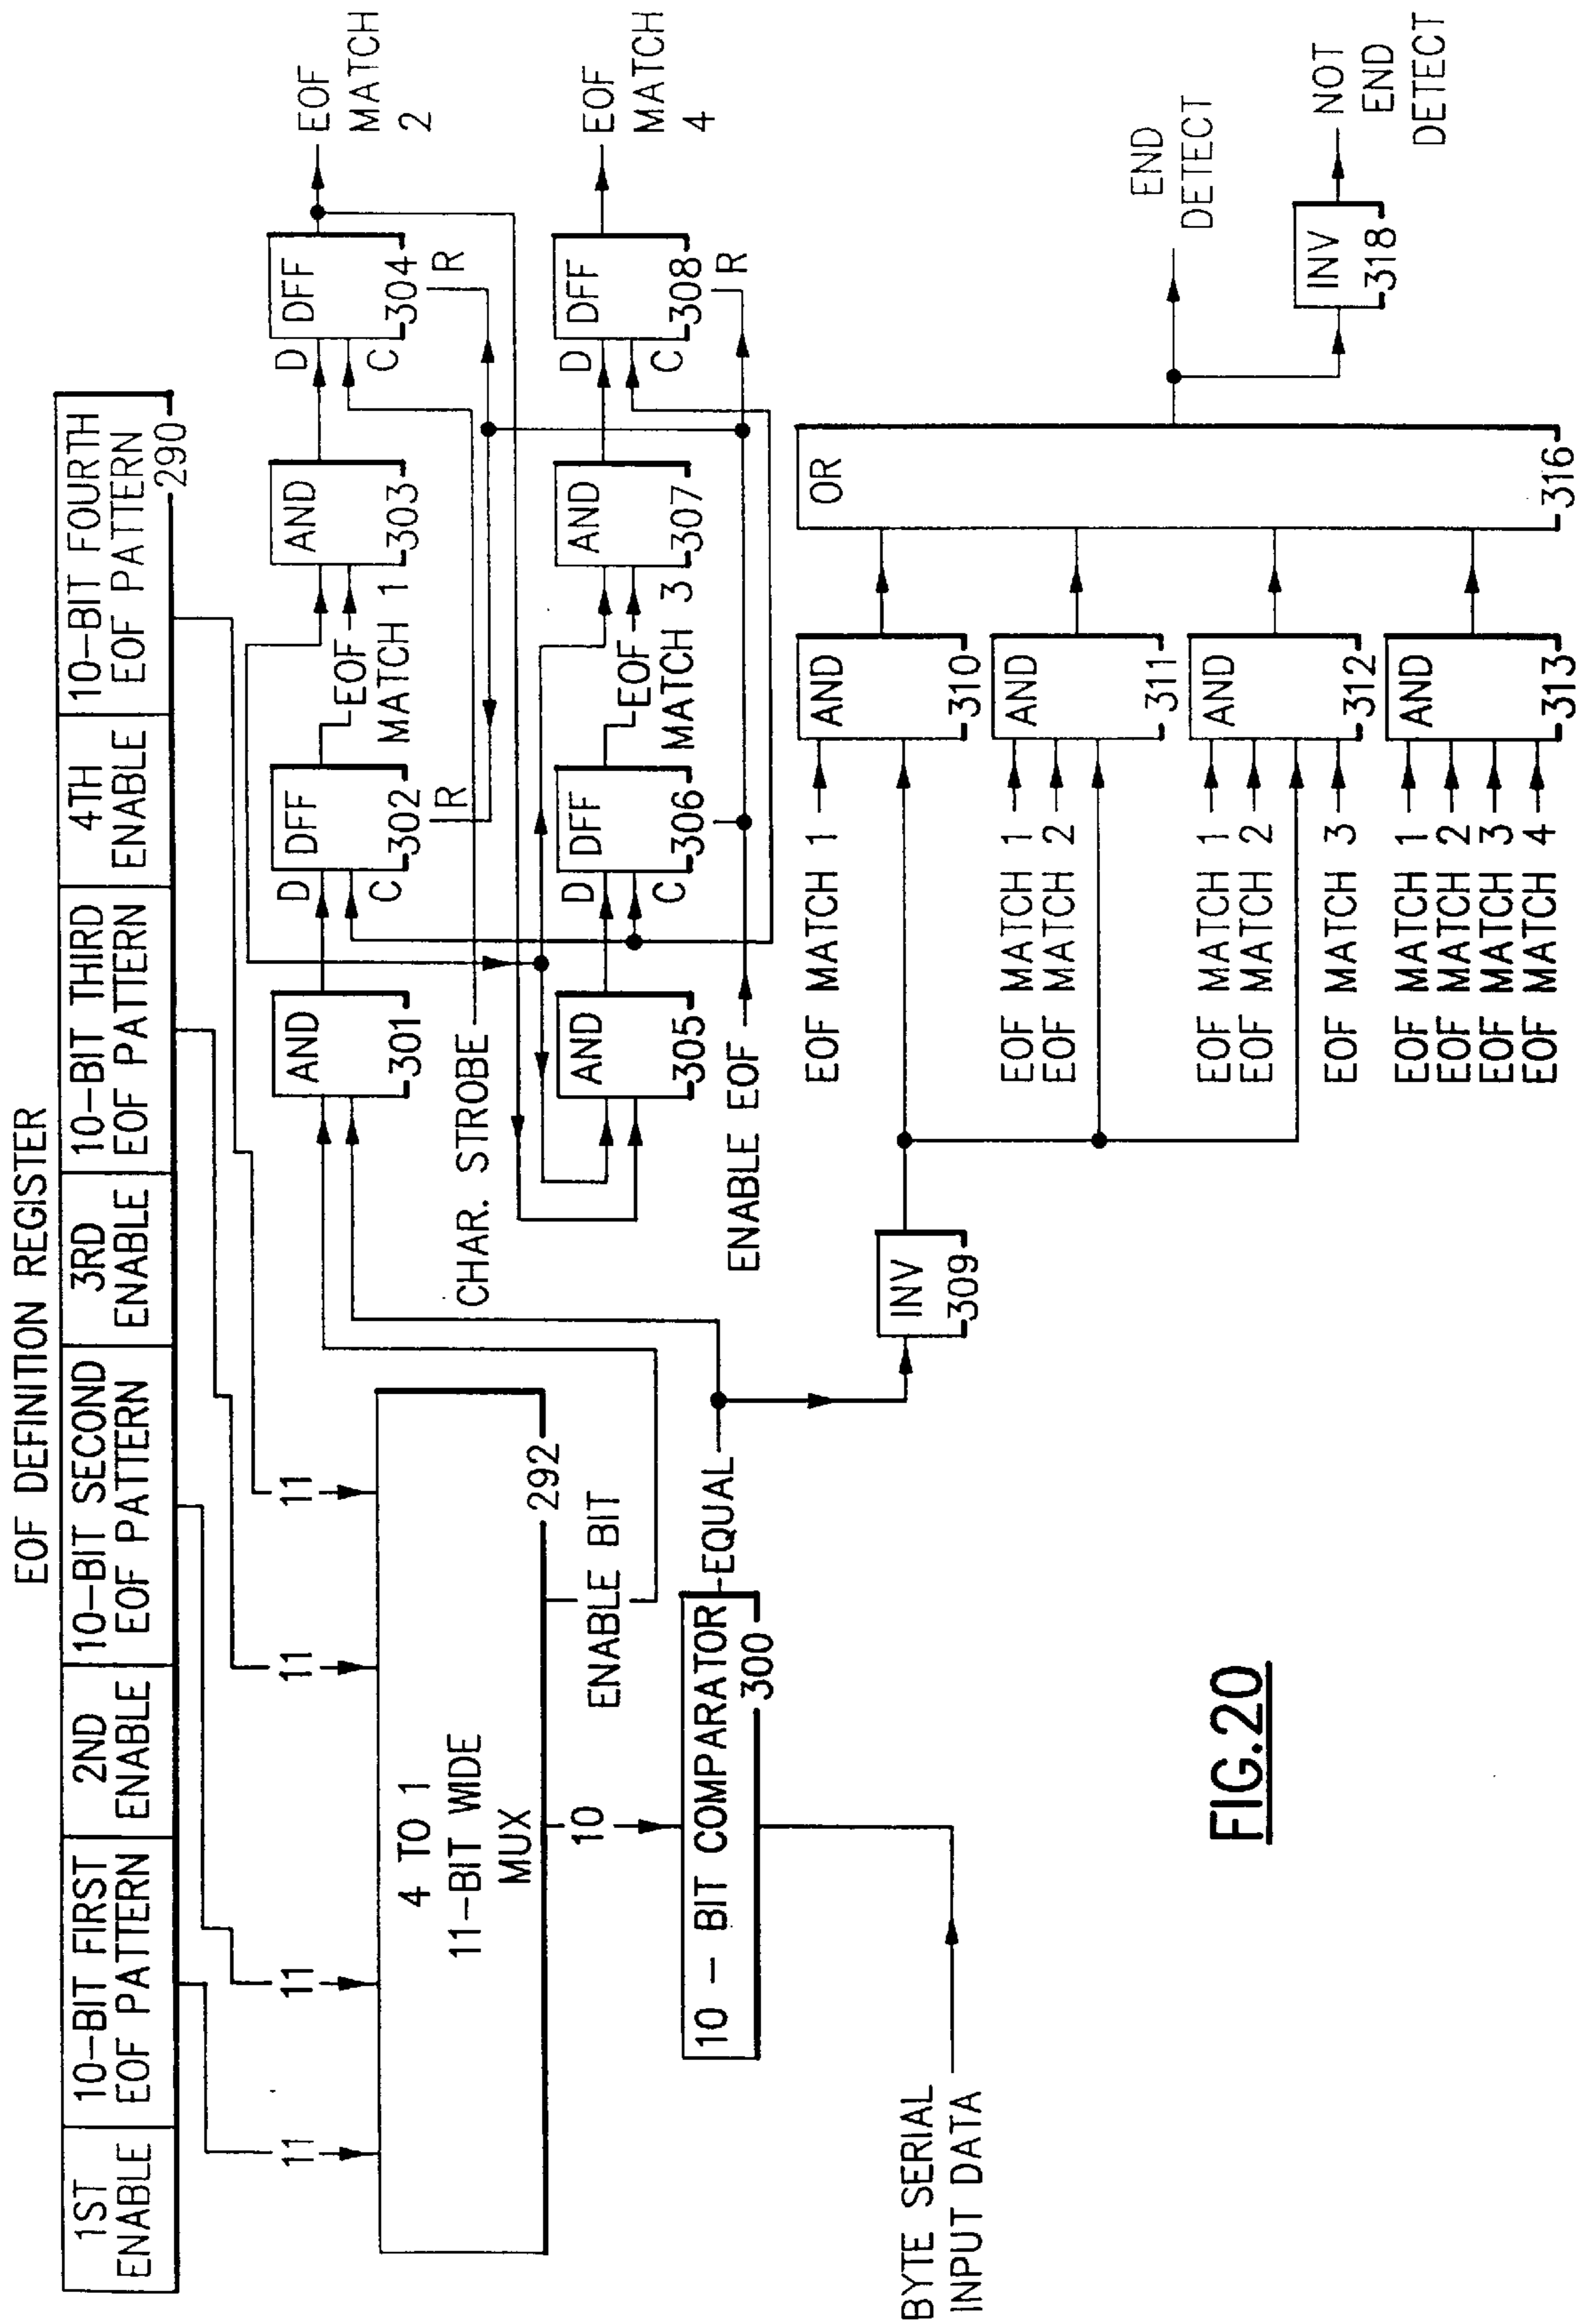 EOF DEFINITION REGISTER
1ST
ENABLE
10-BIT FIRST
EOF PATTERN
2ND
ENABLE
10-BIT SECOND
EOF PATTERN
3RD
ENABLE
10-BIT THIRD
EOF PATTERN
4TH
ENABLE
10-BIT FOURTH
EOF PATTERN
290
11
11
11
11
4 TO 1
11-BIT WIDE
MUX
292
ENABLE BIT
10
10 - BIT COMPARATOR
300
EQUAL
BYTE SERIAL
INPUT DATA
AND
301
D
DFF
C
302
R
EOF
MATCH 1
AND
303
D
DFF
C
304
R
EOF
MATCH
2
CHAR. STROBE
AND
305
D
DFF
C
306
EOF
MATCH 3
AND
307
D
DFF
C
308
R
EOF
MATCH
4
ENABLE EOF
INV
309
EOF MATCH 1
AND
310
EOF MATCH 1
EOF MATCH 2
AND
311
EOF MATCH 1
EOF MATCH 2
EOF MATCH 3
AND
312
EOF MATCH 1
EOF MATCH 2
EOF MATCH 3
EOF MATCH 4
AND
313
OR
316
END
DETECT
INV
318
NOT
END
DETECT
FIG.20